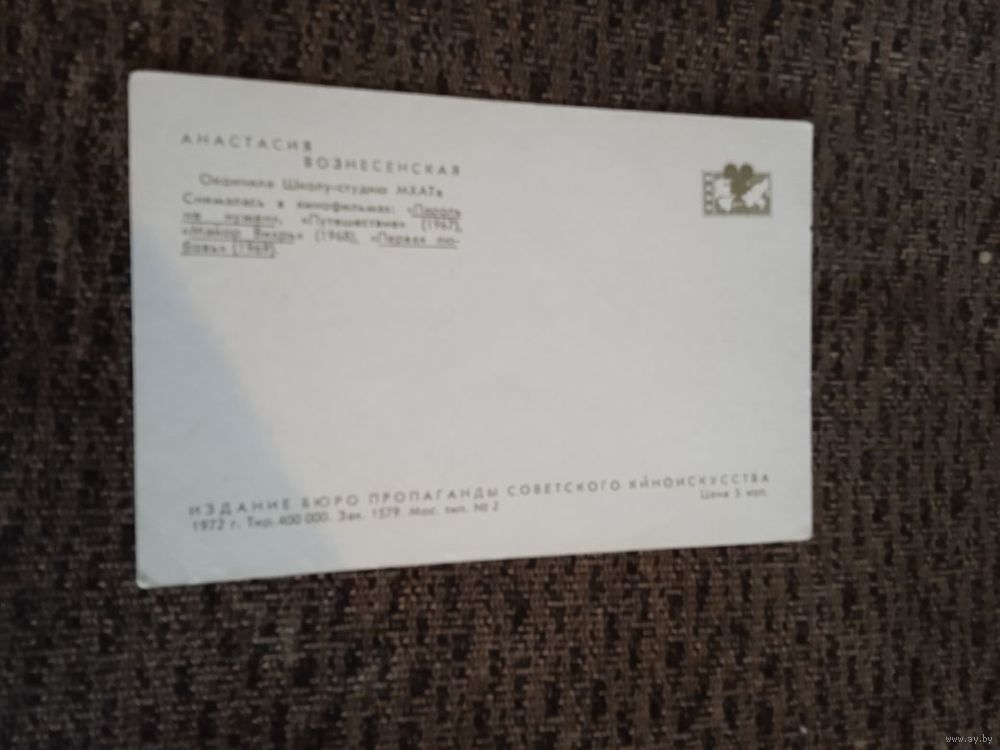 АНАСТАСИЯ
ВОЗНЕСЕНСКАЯ
Окончила Школу-студию МХАТа
Снималась в кинофильмах: «Пароль
не нужен», «Путешествие» (1967),
«Майор Вихрь» (1968), «Первая лю-
бовь» (1969)
ИЗДАНИЕ БЮРО ПРОПАГАНДЫ СОВЕТСКОГО КИНОИСКУССТВА
1972 г. Тир. 400 000. Зак. 1579. Мос. тип. № 2
Цена 5 коп.
www.ay.by